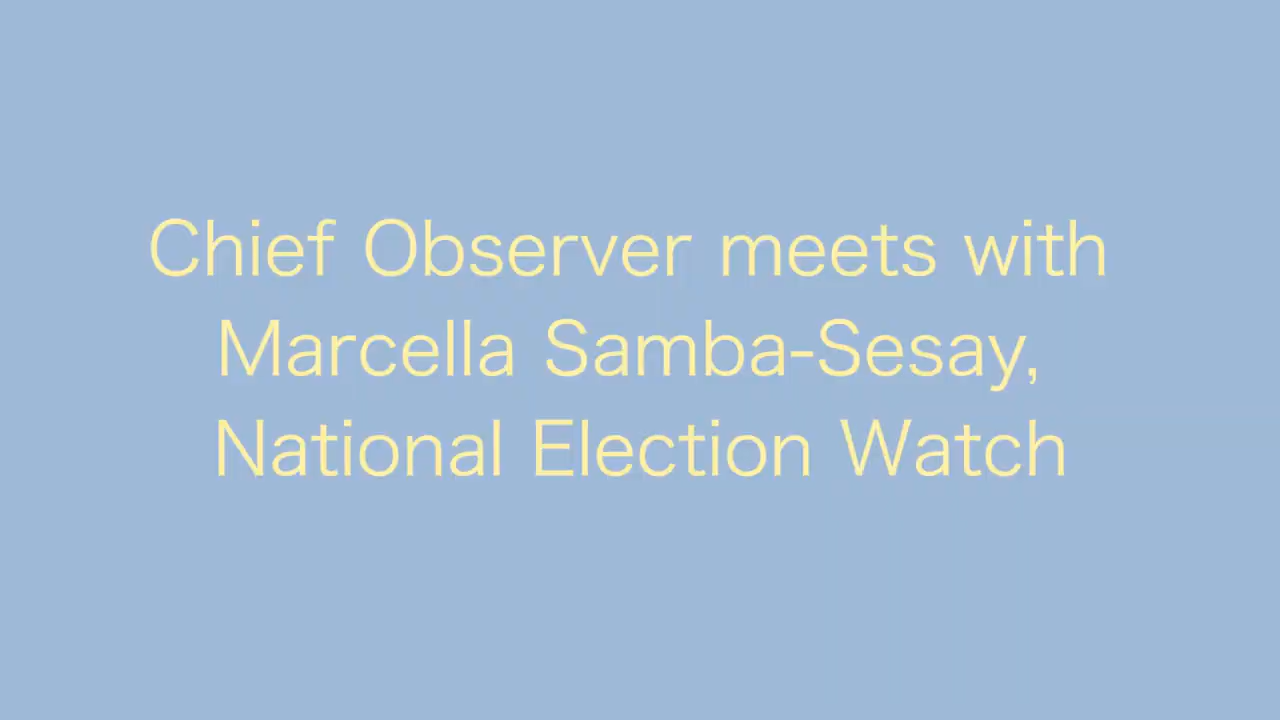 Chief Observer meets with
Marcella Samba-Sesay,
National Election Watch